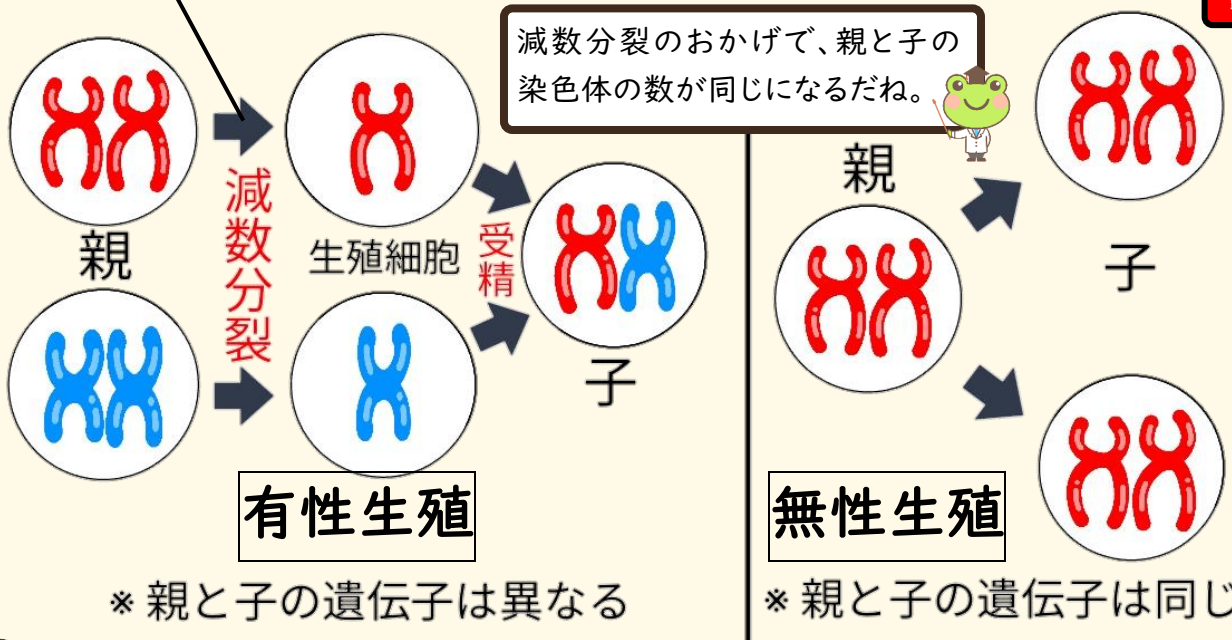 減数分裂のおかげで、親と子の
染色体の数が同じになるだね。
親
減数分裂
生殖細胞
受精
子
有性生殖
※親と子の遺伝子は異なる
親
子
無性生殖
※親と子の遺伝子は同じ